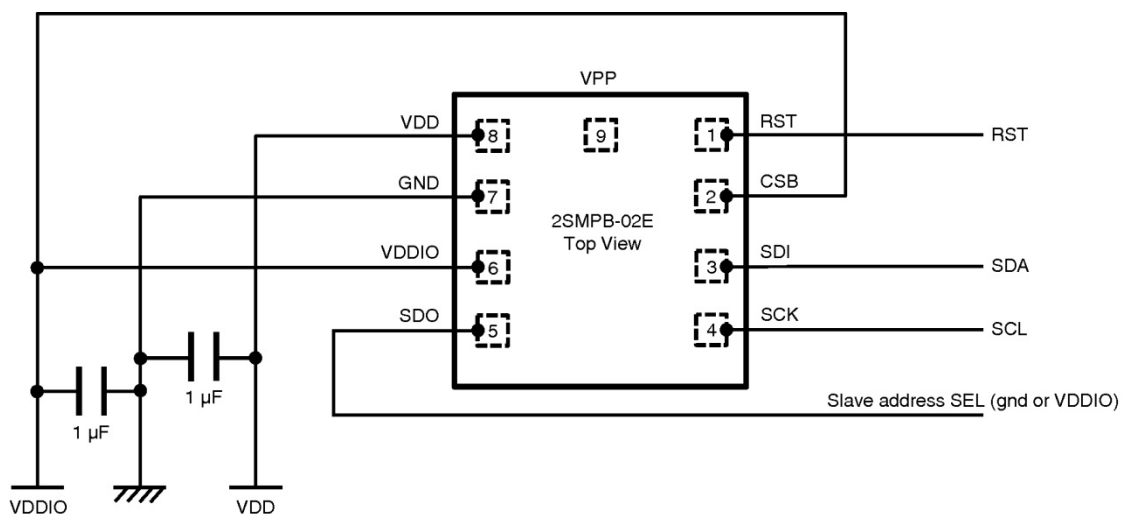 VPP
VDD
8
9
1
RST
RST
GND
7
2
CSB
2SMPB-02E
Top View
VDDIO
6
3
SDI
SDA
SDO
5
4
SCK
SCL
1 µF
1 µF
Slave address SEL (gnd or VDDIO)
VDDIO
VDD